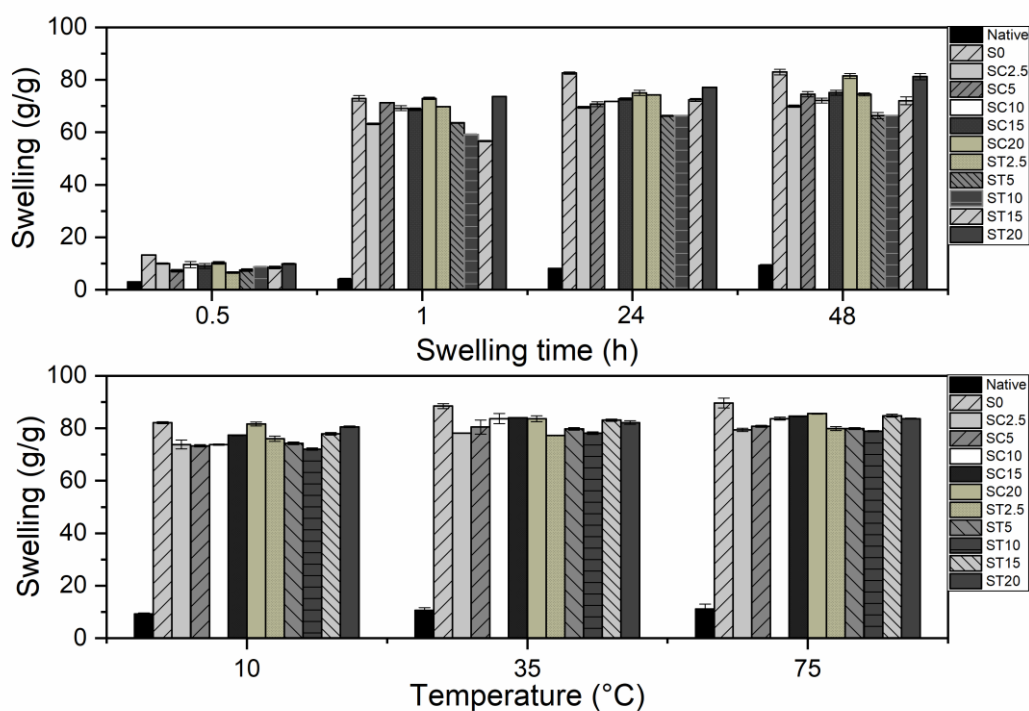 100
80
60
40
20
0
Swelling (g/g)
0.5 1 24 48
Swelling time (h)
Native
S0
SC2.5
SC5
SC10
SC15
SC20
ST2.5
ST5
ST10
ST15
ST20
100
80
60
40
20
0
Swelling (g/g)
10 35 75
Temperature (°C)
Native
S0
SC2.5
SC5
SC10
SC15
SC20
ST2.5
ST5
ST10
ST15
ST20